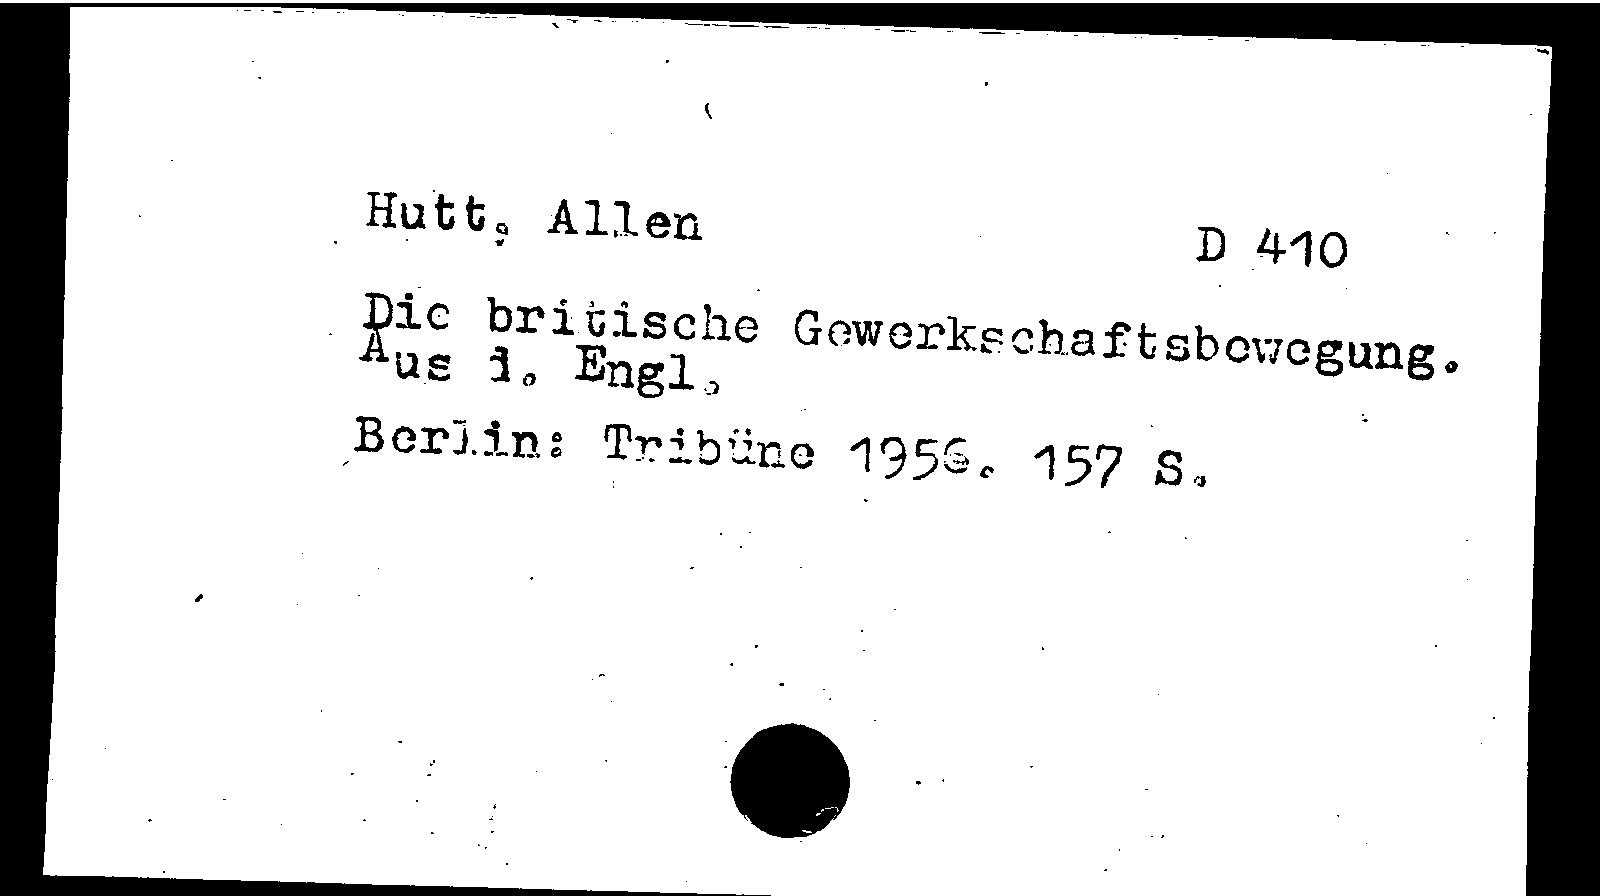 Hutt, Allen
D 410
Die britische Gewerkschaftsbewegung.
Aus i. Engl.
Berlin: Tribüne 1956. 157 S.